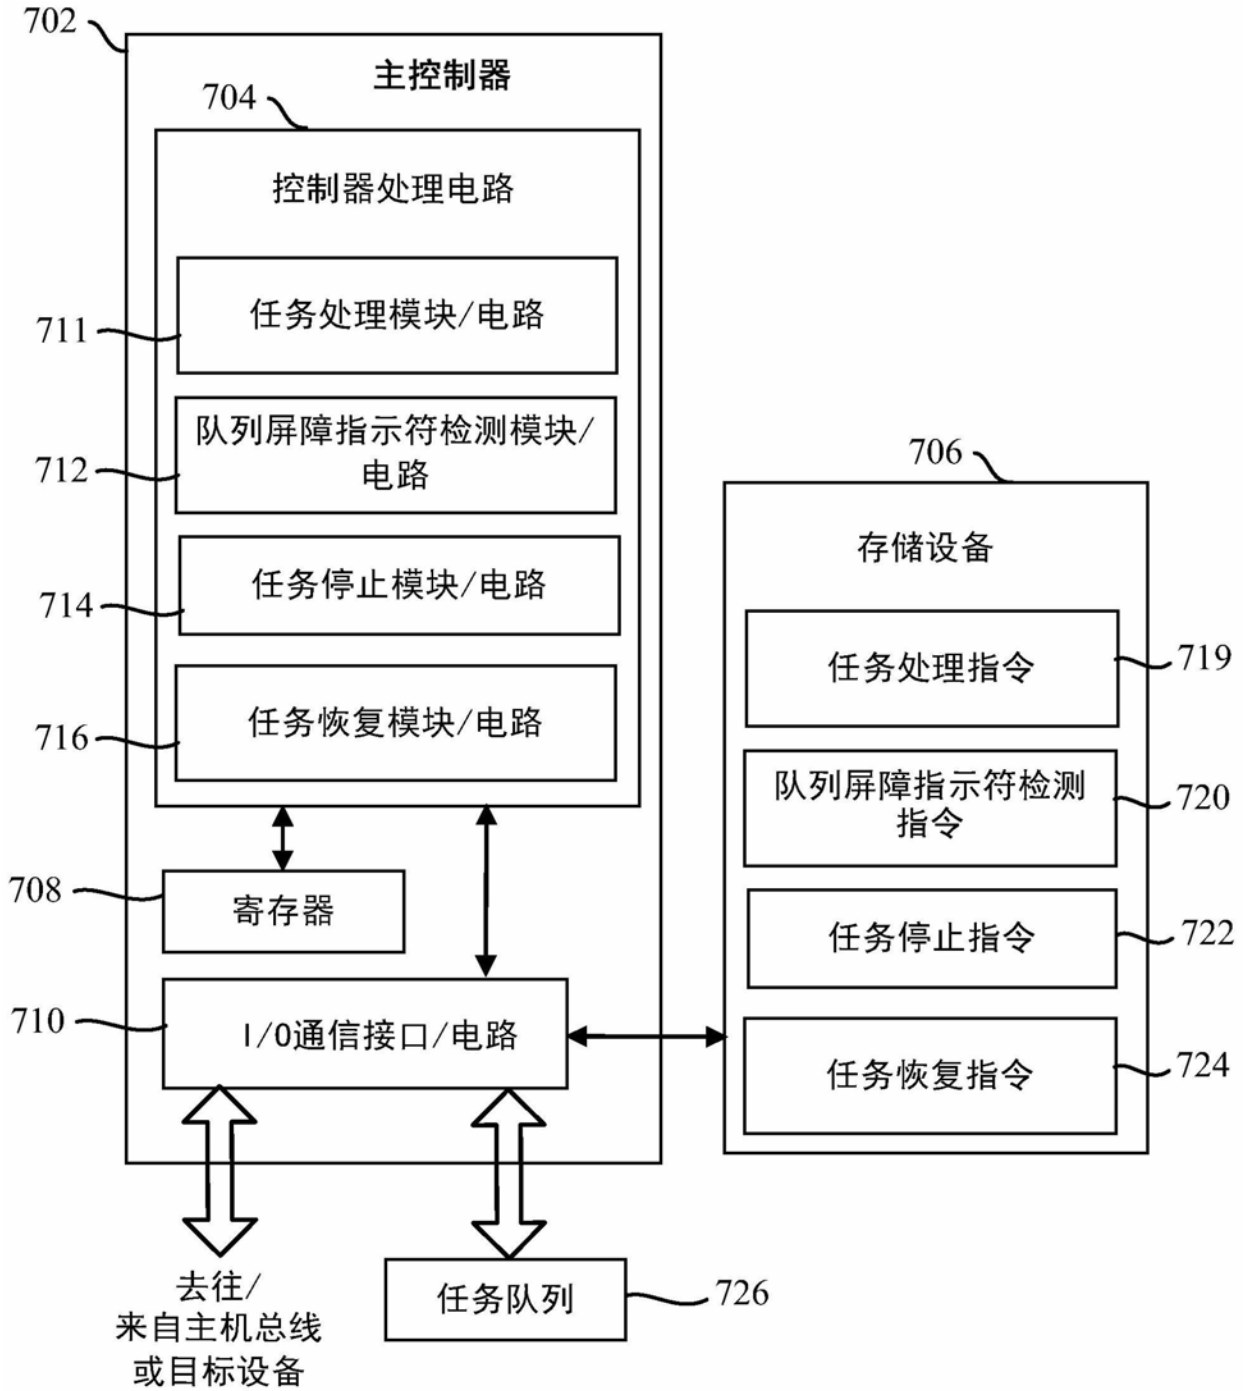 702
主控制器
704
控制器处理电路
711
任务处理模块/电路
712
队列屏障指示符检测模块/
电路
714
任务停止模块/电路
716
任务恢复模块/电路
708
寄存器
710
I/O通信接口/电路
去往/
来自主机总线
或目标设备
任务队列
726
706
存储设备
任务处理指令
719
队列屏障指示符检测
指令
720
任务停止指令
722
任务恢复指令
724